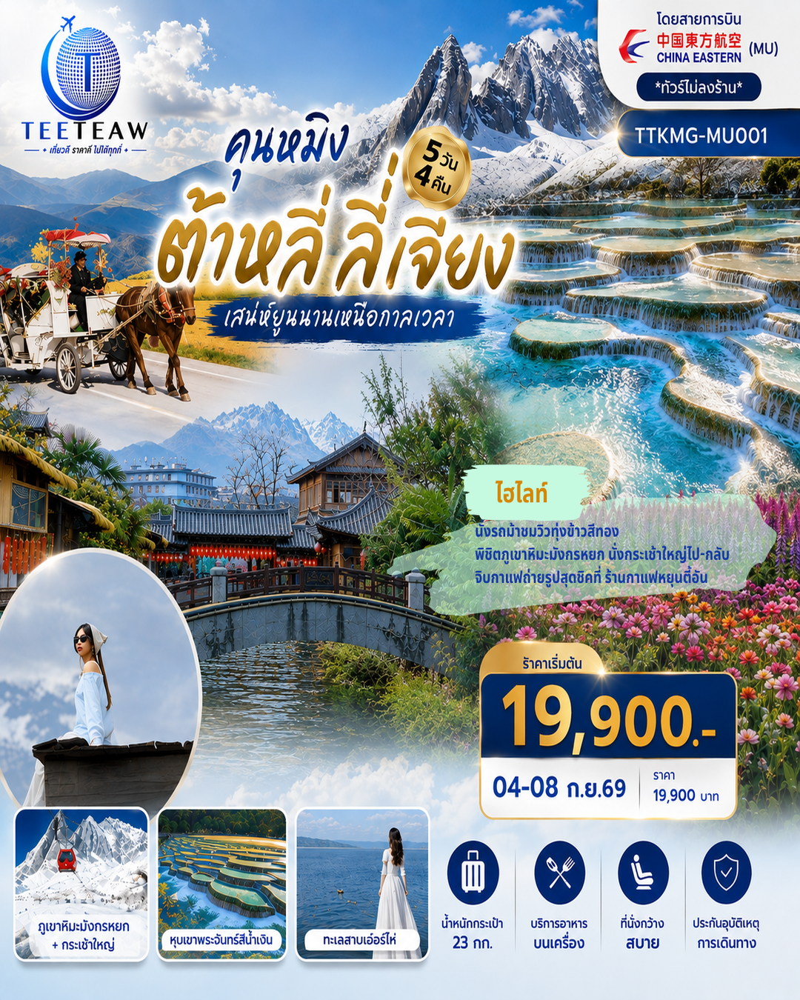 TEETEAW
เที่ยวดี ราคาดี ไปได้ทุกที่
โดยสายการบิน
中国東方航空
CHINA EASTERN
(MU)
*ทัวร์ไม่ลงร้าน*
TTKMG-MU001
คุนหมิง
5 วัน
4 คืน
ต้าหลี่ ลี่เจียง
เสน่ห์ยูนนานเหนือกาลเวลา
ไฮไลท์
นั่งรถม้าชมวิวทุ่งข้าวสีทอง
พิชิตภูเขาหิมะมังกรหยก นั่งกระเช้าใหญ่ไป-กลับ
จิบกาแฟถ่ายรูปสุดชิคที่ ร้านกาแฟหยุนตี้อัน
ราคาเริ่มต้น
19,900.-
04-08 ก.ย.69
ราคา
19,900 บาท
ภูเขาหิมะมังกรหยก
+ กระเช้าใหญ่
หุบเขาพระจันทร์สีน้ำเงิน
ทะเลสาบเอ๋อร์ไห่
น้ำหนักกระเป๋า
23 กก.
บริการอาหาร
บนเครื่อง
ที่นั่งกว้าง
สบาย
ประกันอุบัติเหตุ
การเดินทาง